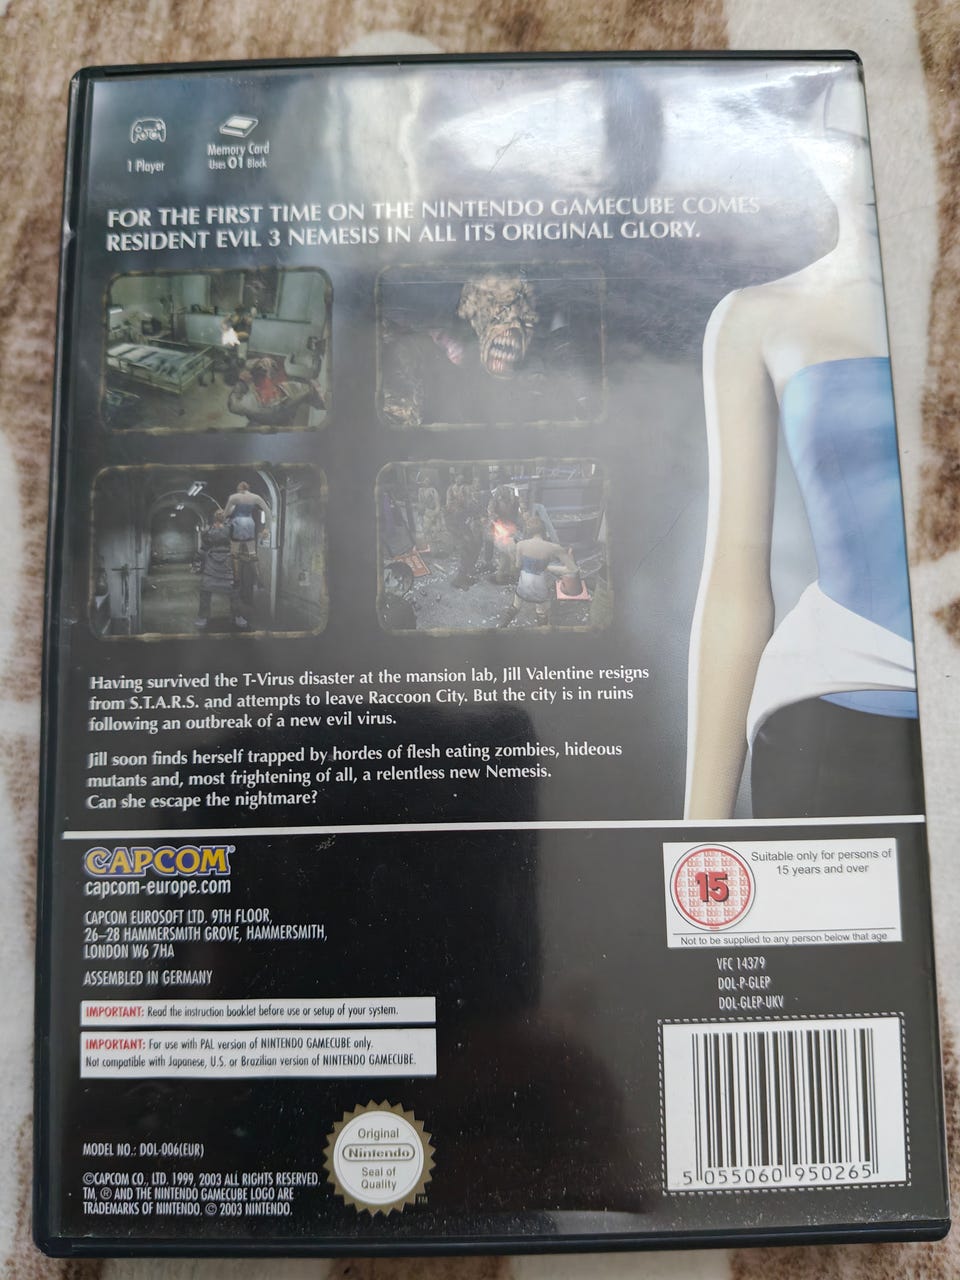 1 Player
Memory Card
Uses 01 Block
FOR THE FIRST TIME ON THE NINTENDO GAMECUBE COMES
RESIDENT EVIL 3 NEMESIS IN ALL ITS ORIGINAL GLORY.
Having survived the T-Virus disaster at the mansion lab, Jill Valentine resigns
from S.T.A.R.S. and attempts to leave Raccoon City. But the city is in ruins
following an outbreak of a new evil virus.
Jill soon finds herself trapped by hordes of flesh eating zombies, hideous
mutants and, most frightening of all, a relentless new Nemesis.
Can she escape the nightmare?
CAPCOM®
capcom-europe.com
CAPCOM EUROSOFT LTD. 9TH FLOOR,
26–28 HAMMERSMITH GROVE, HAMMERSMITH,
LONDON W6 7HA
ASSEMBLED IN GERMANY
IMPORTANT: Read the instruction booklet before use or setup of your system.
IMPORTANT: For use with PAL version of NINTENDO GAMECUBE only.
Not compatible with Japanese, U.S. or Brazilian version of NINTENDO GAMECUBE.
MODEL NO.: DOL-006(EUR)
©CAPCOM CO., LTD. 1999, 2003 ALL RIGHTS RESERVED.
TM, ® AND THE NINTENDO GAMECUBE LOGO ARE
TRADEMARKS OF NINTENDO. © 2003 NINTENDO.
Original
Nintendo
Seal of
Quality
TM
15
Suitable only for persons of
15 years and over
Not to be supplied to any person below that age
VFC 14379
DOL-P-GLEP
DOL-GLEP-UKV
5 055060 950265